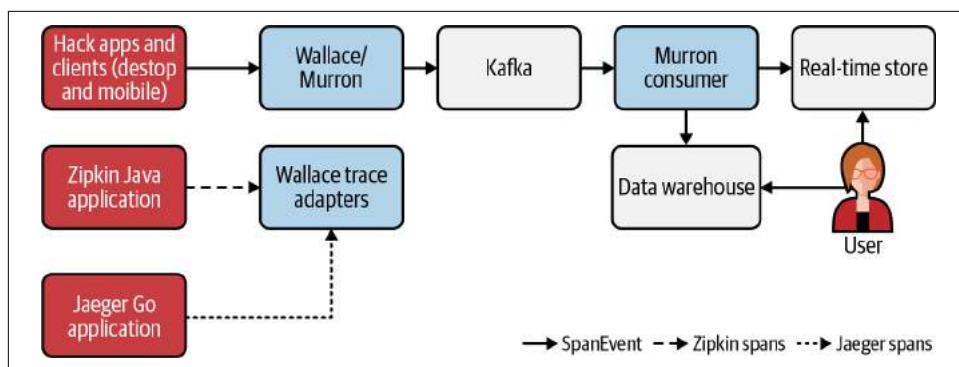 Hack apps and
clients (destop
and moibile)
Wallace/
Murron
Kafka
Murron
consumer
Real-time store
Zipkin Java
application
Wallace trace
adapters
Data warehouse
User
Jaeger Go
application
SpanEvent
Zipkin spans
Jaeger spans